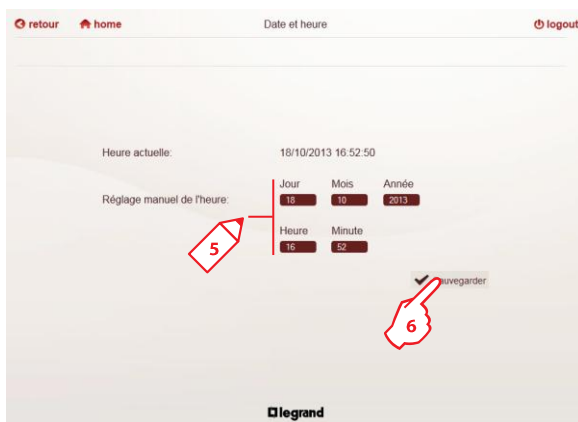 retour home Date et heure logout
Heure actuelle: 18/10/2013 16:52:50
Jour Mois Année
Réglage manuel de l'heure: 18 10 2013
Heure Minute
16 52
5
auvegarder
6
legrand